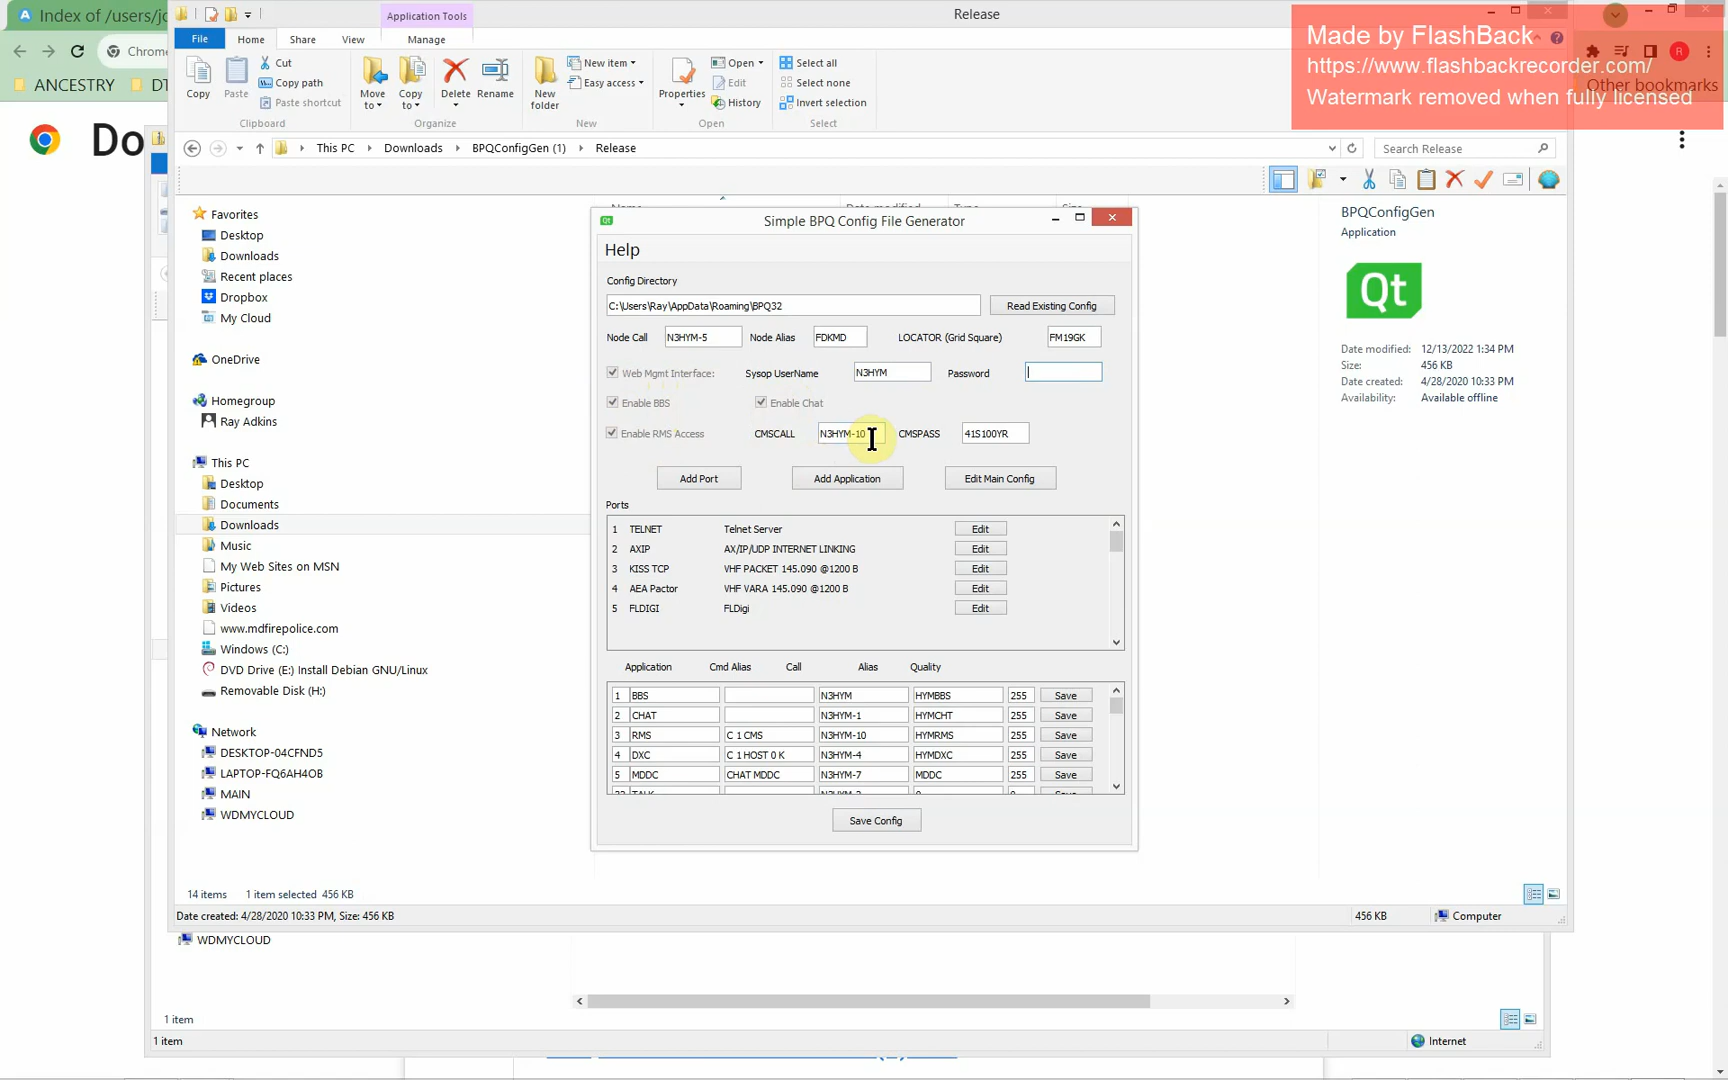 Index of /users/jo
Application Tools
Release
Made by FlashBack
https://www.flashbackrecorder.com/
Watermark removed when fully licensed
File
Home
Share
View
Manage
Chrome
Other bookmarks
ANCESTRY
Do
Copy
Paste
Cut
Copy path
Paste shortcut
Clipboard
Move to
Copy to
Delete
Rename
Organize
New folder
New item
Easy access
New
Properties
Open
Edit
History
Open
Select all
Select none
Invert selection
Select
This PC
Downloads
BPQConfigGen (1)
Release
Search Release
Favorites
Desktop
Downloads
Recent places
Dropbox
My Cloud
OneDrive
Homegroup
Ray Adkins
This PC
Desktop
Documents
Downloads
Music
My Web Sites on MSN
Pictures
Videos
www.mdfirepolice.com
Windows (C:)
DVD Drive (E:) Install Debian GNU/Linux
Removable Disk (H:)
Network
DESKTOP-04CFND5
LAPTOP-FQ6AH4OB
MAIN
WDMYCLOUD
Simple BPQ Config File Generator
Help
Config Directory
C:\Users\Ray\AppData\Roaming\BPQ32
Read Existing Config
Node Call N3HYM-5 Node Alias FDKMD LOCATOR (Grid Square) FM19GK
Web Mgmt Interface: Sysop UserName N3HYM Password
Enable BBS Enable Chat
Enable RMS Access CMSCALL N3HYM-10 CMSPASS 41S100YR
Add Port Add Application Edit Main Config
Ports
1 TELNET Telnet Server Edit
2 AXIP AX/IP/UDP INTERNET LINKING Edit
3 KISS TCP VHF PACKET 145.090 @1200 B Edit
4 AEA Pactor VHF VARA 145.090 @1200 B Edit
5 FLDIGI FLDigi Edit
Application Cmd Alias Call Alias Quality
1 BBS N3HYM HYMBBS 255 Save
2 CHAT N3HYM-1 HYMCHT 255 Save
3 RMS C 1 CMS N3HYM-10 HYMRMS 255 Save
4 DXC C 1 HOST 0 K N3HYM-4 HYMDXC 255 Save
5 MDDC CHAT MDDC N3HYM-7 MDDC 255 Save
Save Config
BPQConfigGen
Application
Qt
Date modified: 12/13/2022 1:34 PM
Size: 456 KB
Date created: 4/28/2020 10:33 PM
Availability: Available offline
14 items 1 item selected 456 KB
Date created: 4/28/2020 10:33 PM, Size: 456 KB
456 KB
Computer
WDMYCLOUD
1 item
1 item
Internet